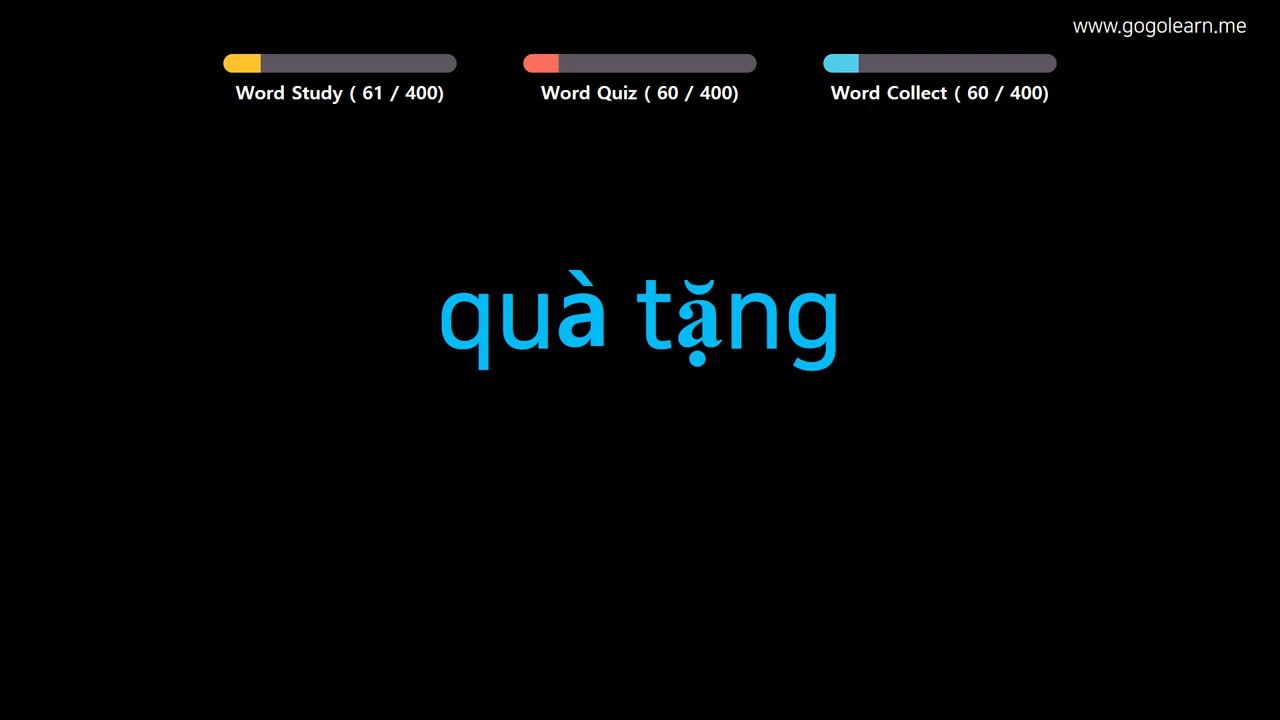 www.gogolearn.me
Word Study ( 61 / 400)
Word Quiz ( 60 / 400)
Word Collect ( 60 / 400)
quà tặng